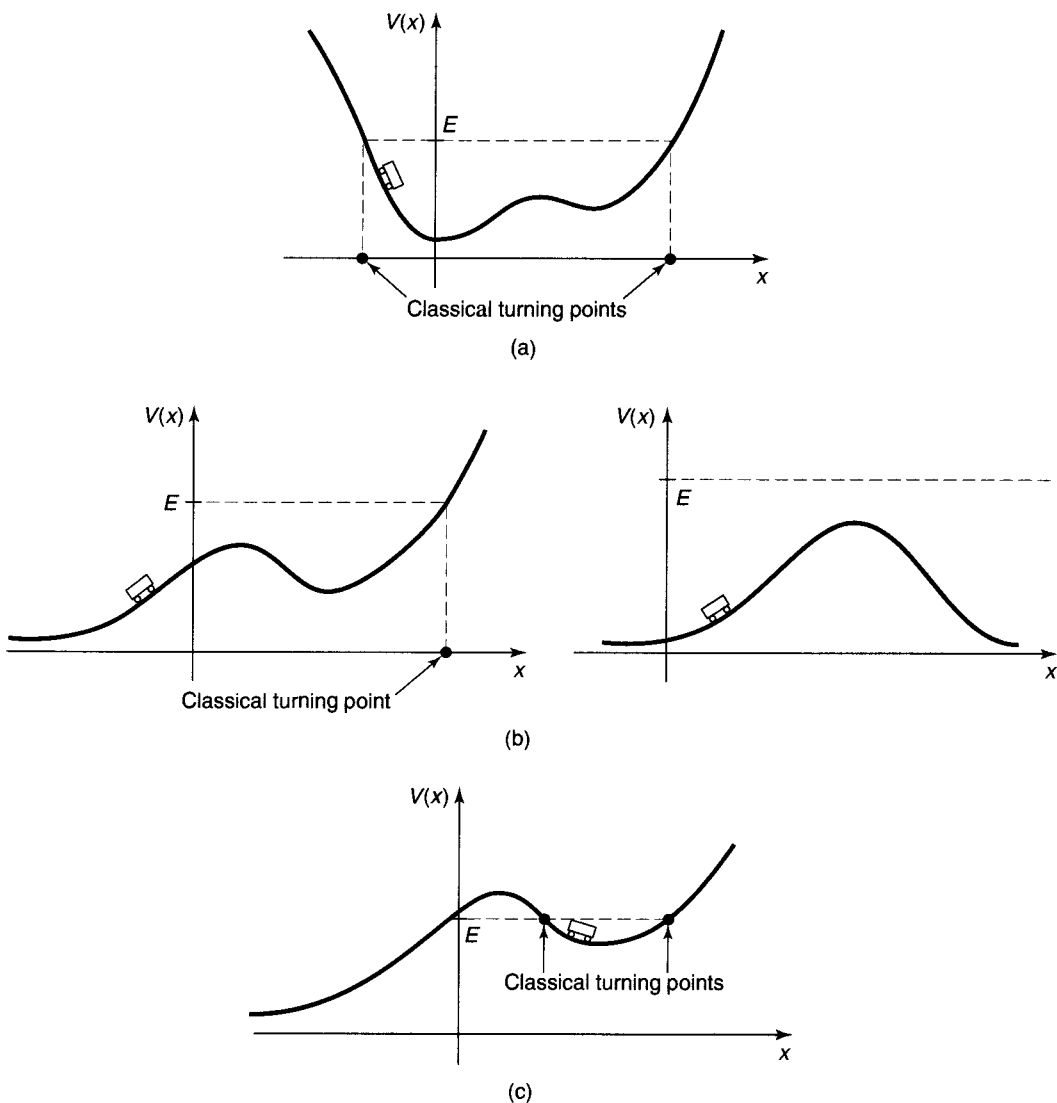 V(x)
E
x
Classical turning points
(a)
V(x)
E
x
Classical turning point
V(x)
E
x
(b)
V(x)
E
x
Classical turning points
(c)